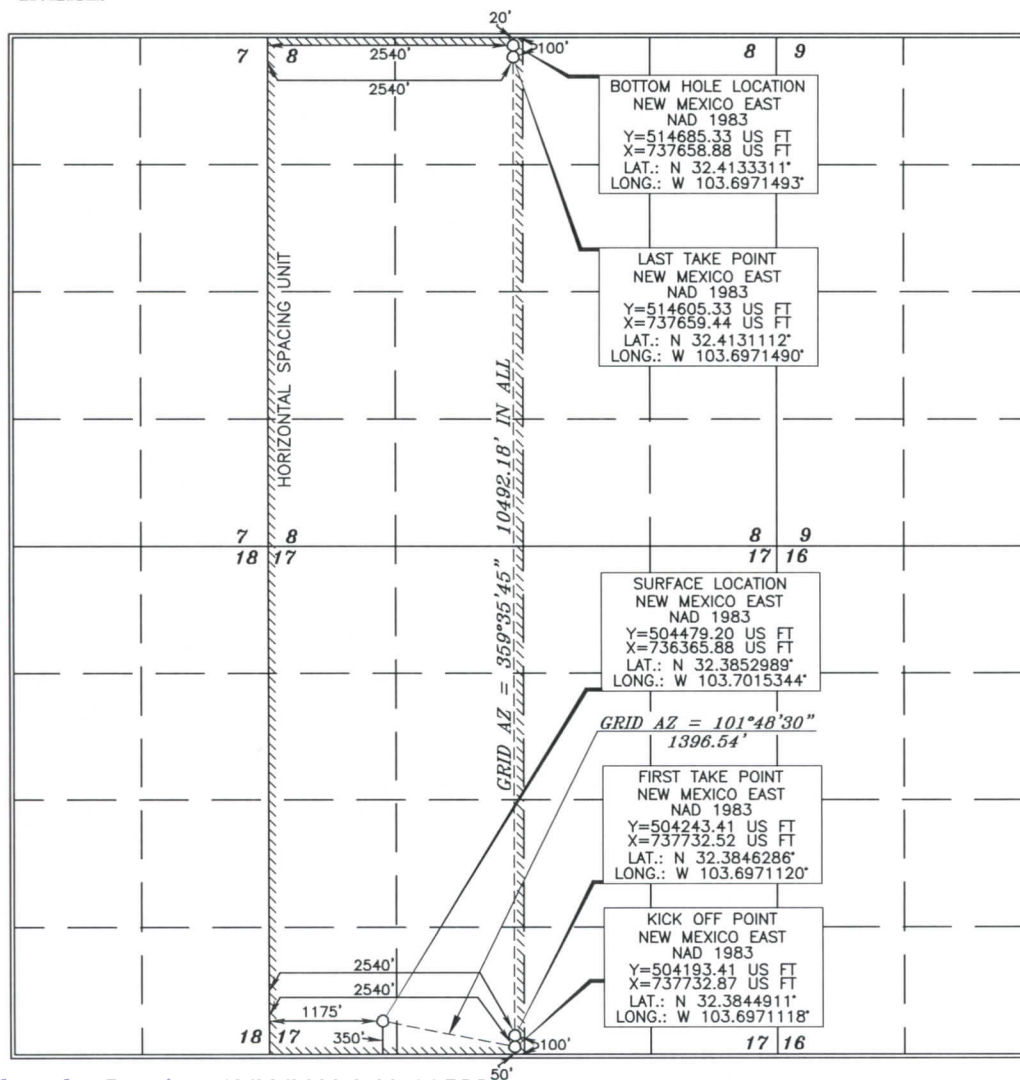 20'
7 8
2540'
100'
8 9
2540'
BOTTOM HOLE LOCATION
NEW MEXICO EAST
NAD 1983
Y=514685.33 US FT
X=737658.88 US FT
LAT.: N 32.4133311°
LONG.: W 103.6971493°
LAST TAKE POINT
NEW MEXICO EAST
NAD 1983
Y=514605.33 US FT
X=737659.44 US FT
LAT.: N 32.4131112°
LONG.: W 103.6971490°
HORIZONTAL SPACING UNIT
GRID AZ = 359°35'45" 10492.18' IN ALL
7 8
18 17
8 9
17 16
SURFACE LOCATION
NEW MEXICO EAST
NAD 1983
Y=504479.20 US FT
X=736365.88 US FT
LAT.: N 32.3852989°
LONG.: W 103.7015344°
GRID AZ = 101°48'30"
1396.54'
FIRST TAKE POINT
NEW MEXICO EAST
NAD 1983
Y=504243.41 US FT
X=737732.52 US FT
LAT.: N 32.3846286°
LONG.: W 103.6971120°
KICK OFF POINT
NEW MEXICO EAST
NAD 1983
Y=504193.41 US FT
X=737732.87 US FT
LAT.: N 32.3844911°
LONG.: W 103.6971118°
2540'
2540'
1175'
350'
18 17
100'
17 16
50'